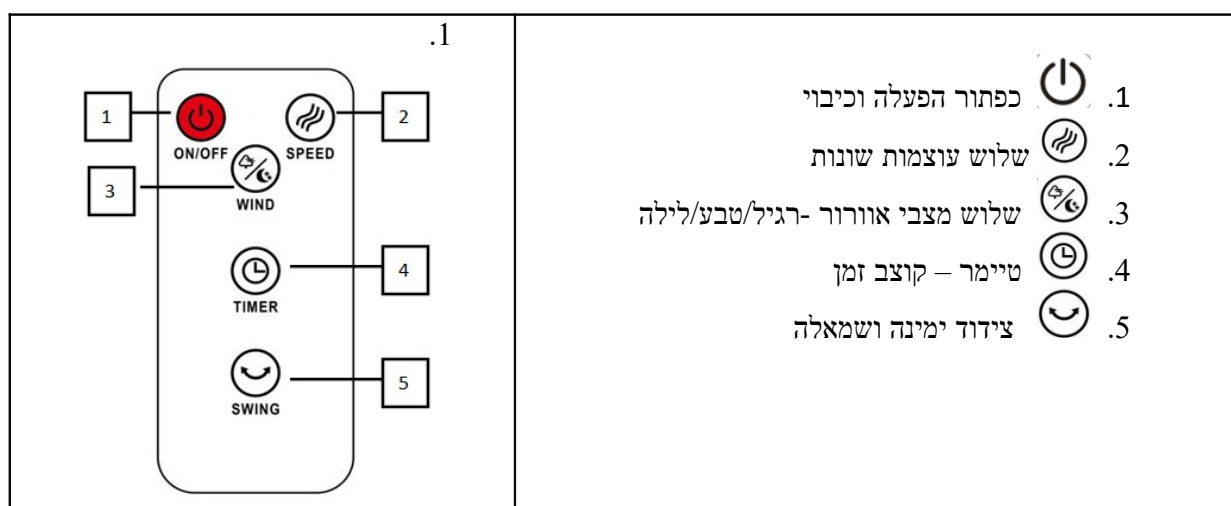 .1
1
2
ON/OFF
SPEED
3
WIND
4
TIMER
5
SWING
1. כפתור הפעלה וכיבוי
2. שלוש עוצמות שונות
3. שלוש מצבי אוורור -רגיל/טבע/לילה
4. טיימר – קוצב זמן
5. צידוד ימינה ושמאלה